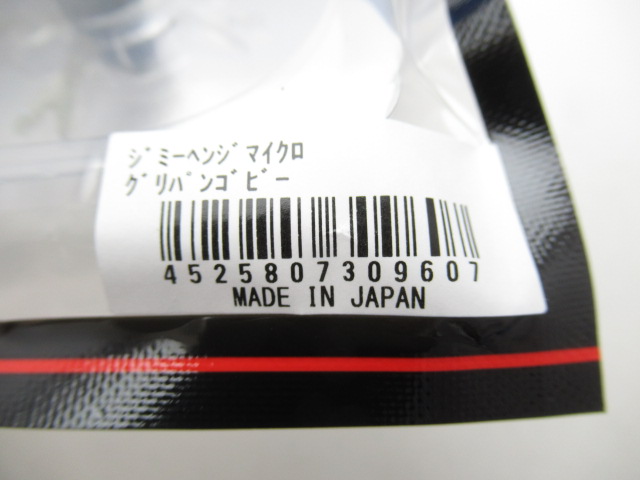 ｼﾞﾐｰﾍﾝｼﾞﾏｲｸﾛ
ｸﾞﾘﾊﾟﾝｺﾞﾋﾞｰ
4525807309607
MADE IN JAPAN